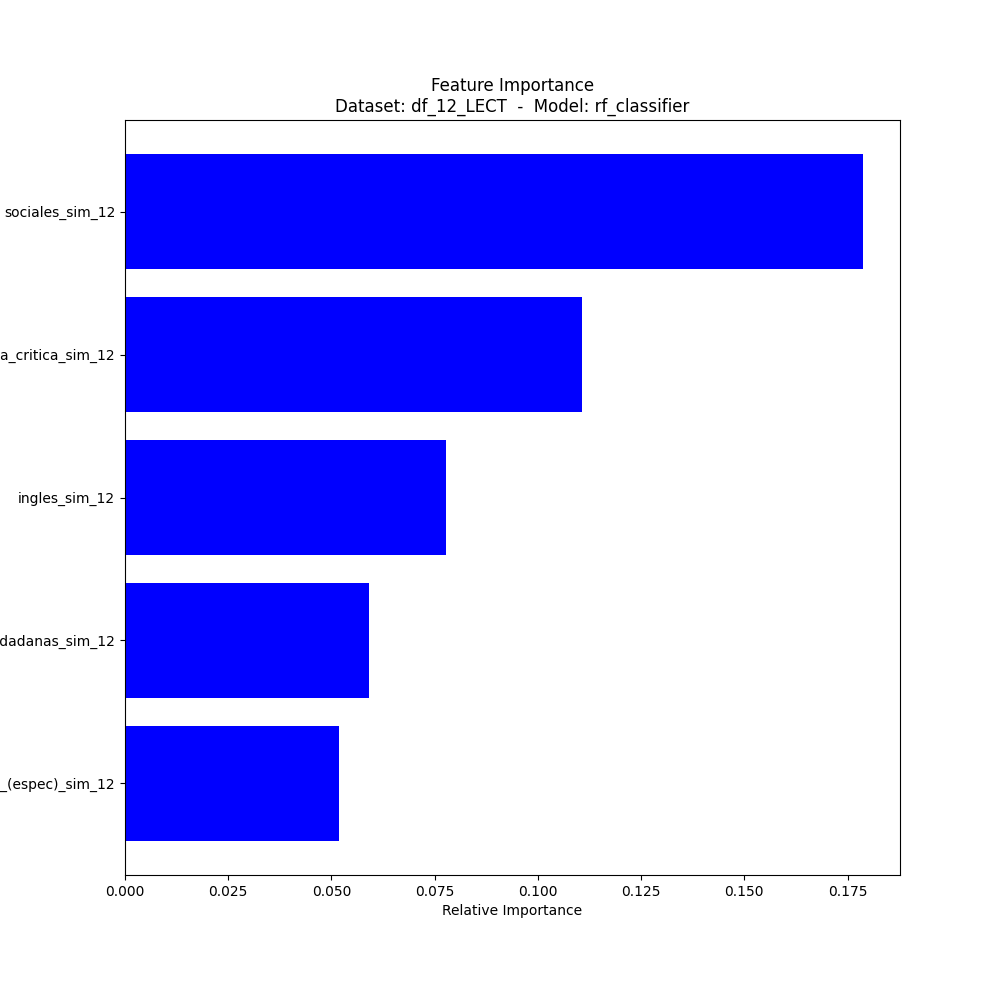 Feature Importance
Dataset: df_12_LECT - Model: rf_classifier
sociales_sim_12
a_critica_sim_12
ingles_sim_12
dadanas_sim_12
_(espec)_sim_12
0.000 0.025 0.050 0.075 0.100 0.125 0.150 0.175
Relative Importance